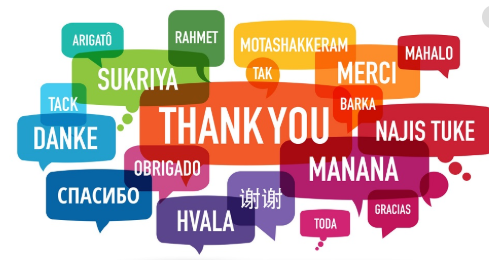 ARIGATÔ
RAHMET
MOTASHAKKERAM
MAHALO
SUKRIYA
TAK
MERCI
TACK
BARKA
DANKE
THANK YOU
NAJIS TUKE
OBRIGADO
MANANA
СПАСИБО
谢谢
HVALA
TODA
GRACIAS